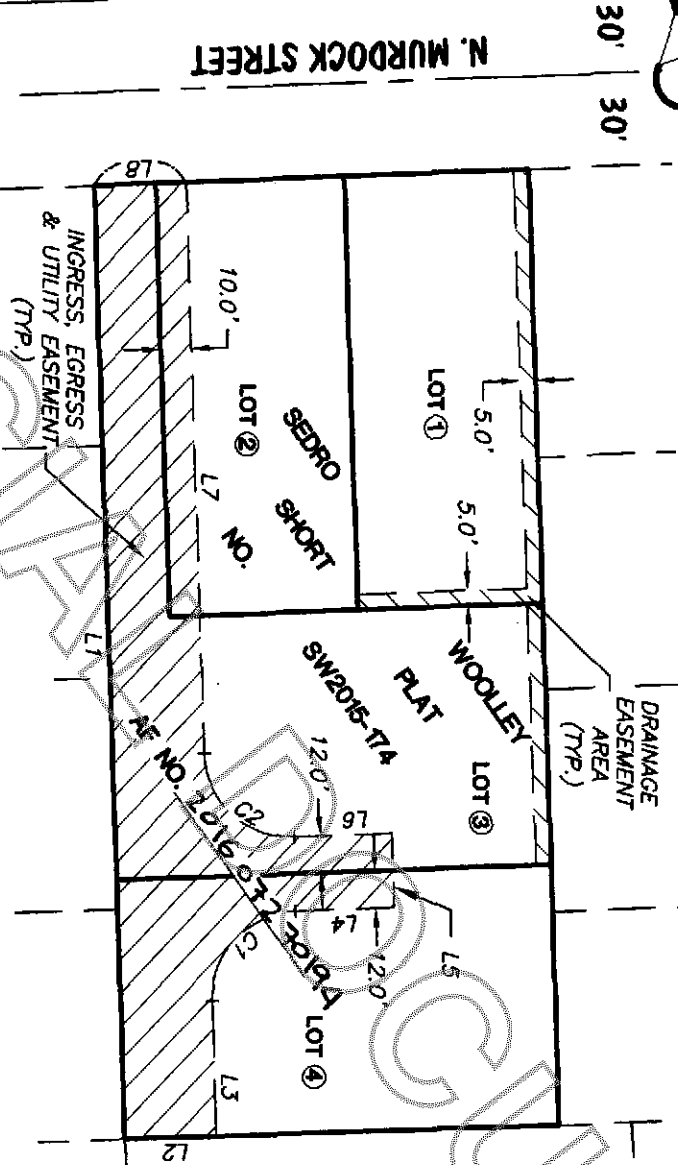 30'
30'
N. MURDOCK STREET
L8
INGRESS, EGRESS
& UTILITY EASEMENT
(TYP.)
10.0'
LOT ②
LOT ①
5.0'
5.0'
SEDRO
SHORT
NO.
L7
L1
WOOLLEY
PLAT
SW2015-174
LOT ③
DRAINAGE
EASEMENT
AREA
(TYP.)
12.0'
L6
C2
AF NO.
L4
L5
12.0'
C1
LOT ④
L3
L2